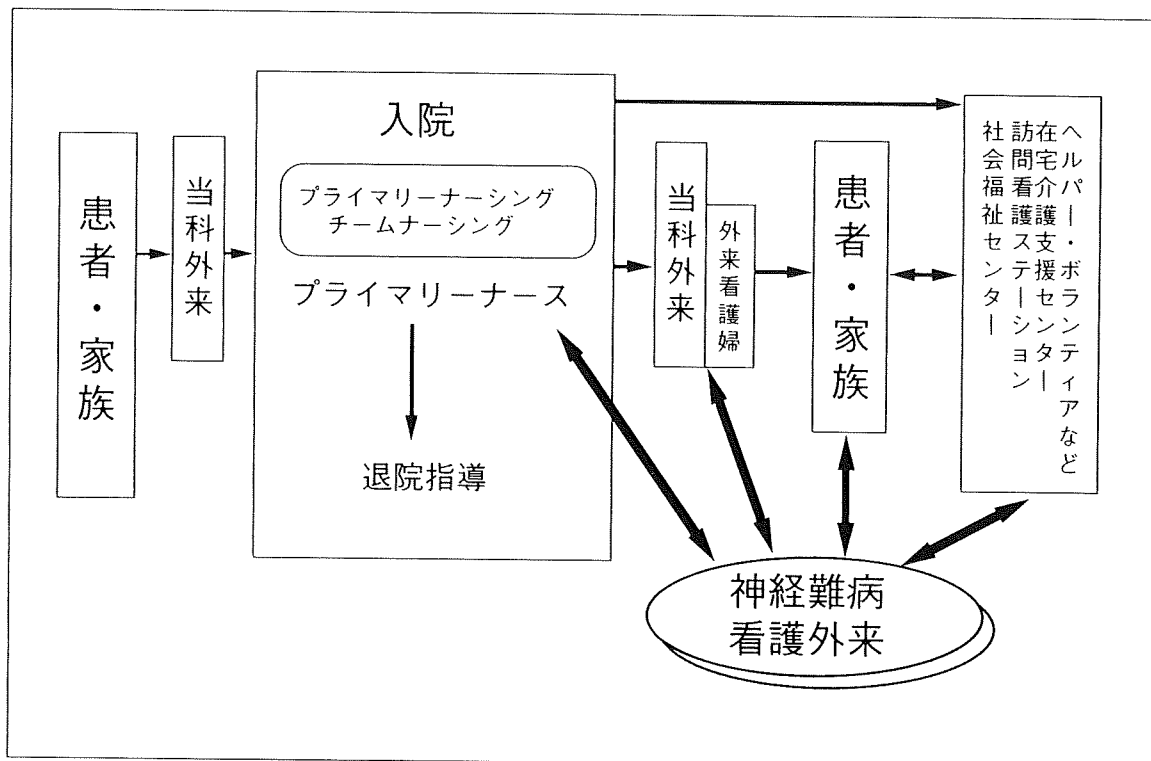 患者・家族
当科外来
入院
プライマリーナーシング
チームナーシング
プライマリーナース
退院指導
当科外来
外来看護婦
患者・家族
ヘルパー・ボランティアなど
在宅介護支援センター
訪問看護ステーション
社会福祉センター
神経難病
看護外来